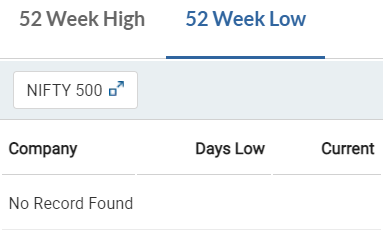 52 Week High 52 Week Low
NIFTY 500
Company Days Low Current
No Record Found